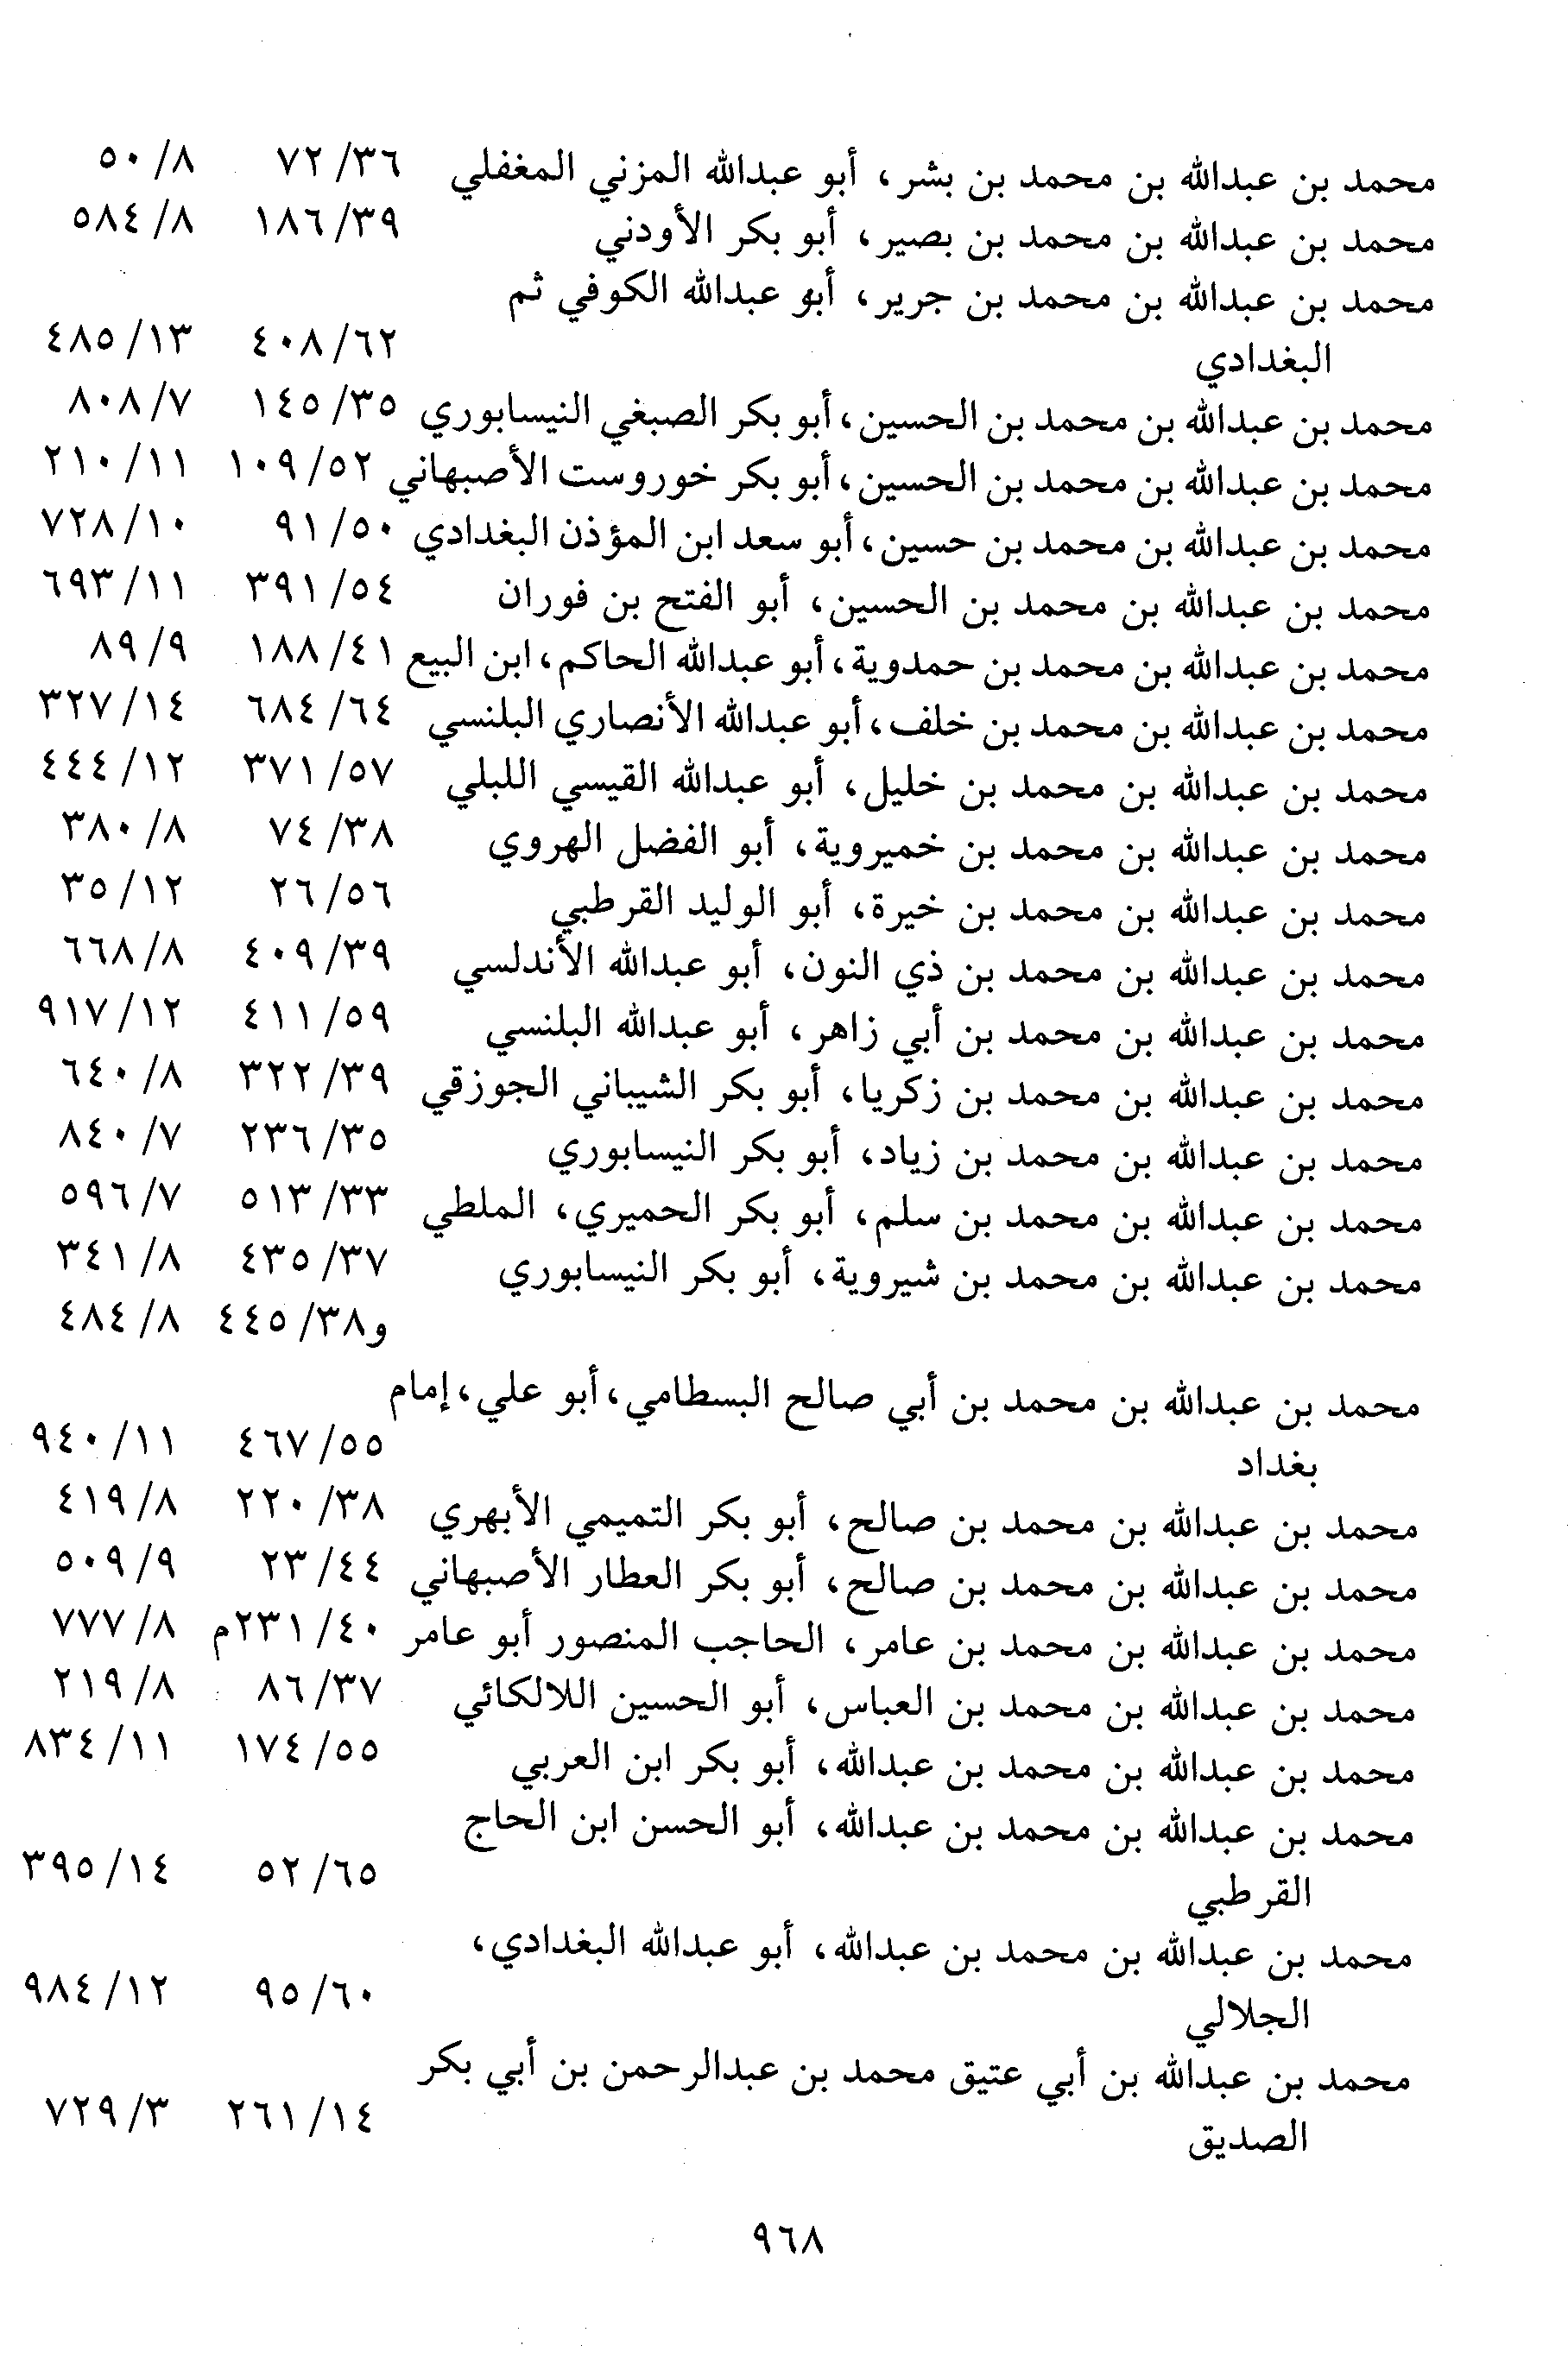 محمد بن عبدالله بن محمد بن بشر، أبو عبدالله المزني المغفلي ٣٦/ ٧٢ ٨/ ٥٠
محمد بن عبدالله بن محمد بن بصير، أبو بكر الأودني ٣٩/ ١٨٦ ٨/ ٥٨٤
محمد بن عبدالله بن محمد بن جرير، أبو عبدالله الكوفي ثم
البغدادي ٦٢/ ٤٠٨ ١٣/ ٤٨٥
محمد بن عبدالله بن محمد بن الحسين، أبو بكر الصبغي النيسابوري ٣٥/ ١٤٥ ٧/ ٨٠٨
محمد بن عبدالله بن محمد بن الحسين، أبو بكر خوروست الأصبهاني ٥٢/ ١٠٩ ١١/ ٢١٠
محمد بن عبدالله بن محمد بن حسين، أبو سعد ابن المؤذن البغدادي ٥٠/ ٩١ ١٠/ ٧٢٨
محمد بن عبدالله بن محمد بن الحسين، أبو الفتح بن فوران ٥٤/ ٣٩١ ١١/ ٦٩٣
محمد بن عبدالله بن محمد بن حمدوية، أبو عبدالله الحاكم، ابن البيع ٤١/ ١٨٨ ٩/ ٨٩
محمد بن عبدالله بن محمد بن خلف، أبو عبدالله الأنصاري البلنسي ٦٤/ ٦٨٤ ١٤/ ٣٢٧
محمد بن عبدالله بن محمد بن خليل، أبو عبدالله القيسي اللبلي ٥٧/ ٣٧١ ١٢/ ٤٤٤
محمد بن عبدالله بن محمد بن خميروية، أبو الفضل الهروي ٣٨/ ٧٤ ٨/ ٣٨٠
محمد بن عبدالله بن محمد بن خيرة، أبو الوليد القرطبي ٥٦/ ٢٦ ١٢/ ٣٥
محمد بن عبدالله بن محمد بن ذي النون، أبو عبدالله الأندلسي ٣٩/ ٤٠٩ ٨/ ٦٦٨
محمد بن عبدالله بن محمد بن أبي زاهر، أبو عبدالله البلنسي ٥٩/ ٤١١ ١٢/ ٩١٧
محمد بن عبدالله بن محمد بن زكريا، أبو بكر الشيباني الجوزقي ٣٩/ ٣٢٢ ٨/ ٦٤٠
محمد بن عبدالله بن محمد بن زياد، أبو بكر النيسابوري ٣٥/ ٢٣٦ ٧/ ٨٤٠
محمد بن عبدالله بن محمد بن سلم، أبو بكر الحميري، الملطي ٣٣/ ٥١٣ ٧/ ٥٩٦
محمد بن عبدالله بن محمد بن شيروية، أبو بكر النيسابوري ٣٧/ ٤٣٥ ٨/ ٣٤١
و٣٨/ ٤٤٥ ٨/ ٤٨٤
محمد بن عبدالله بن محمد بن أبي صالح البسطامي، أبو علي، إمام
بغداد ٥٥/ ٤٦٧ ١١/ ٩٤٠
محمد بن عبدالله بن محمد بن صالح، أبو بكر التميمي الأبهري ٣٨/ ٢٢٠ ٨/ ٤١٩
محمد بن عبدالله بن محمد بن صالح، أبو بكر العطار الأصبهاني ٤٤/ ٢٣ ٩/ ٥٠٩
محمد بن عبدالله بن محمد بن عامر، الحاجب المنصور أبو عامر ٤٠/ ٢٣١م ٨/ ٧٧٧
محمد بن عبدالله بن محمد بن العباس، أبو الحسين اللالكائي ٣٧/ ٨٦ ٨/ ٢١٩
محمد بن عبدالله بن محمد بن عبدالله، أبو بكر ابن العربي ٥٥/ ١٧٤ ١١/ ٨٣٤
محمد بن عبدالله بن محمد بن عبدالله، أبو الحسن ابن الحاج
القرطبي ٦٥/ ٥٢ ١٤/ ٣٩٥
محمد بن عبدالله بن محمد بن عبدالله، أبو عبدالله البغدادي،
الجلالي ٦٠/ ٩٥ ١٢/ ٩٨٤
محمد بن عبدالله بن أبي عتيق محمد بن عبدالرحمن بن أبي بكر
الصديق ١٤/ ٢٦١ ٣/ ٧٢٩
٩٦٨